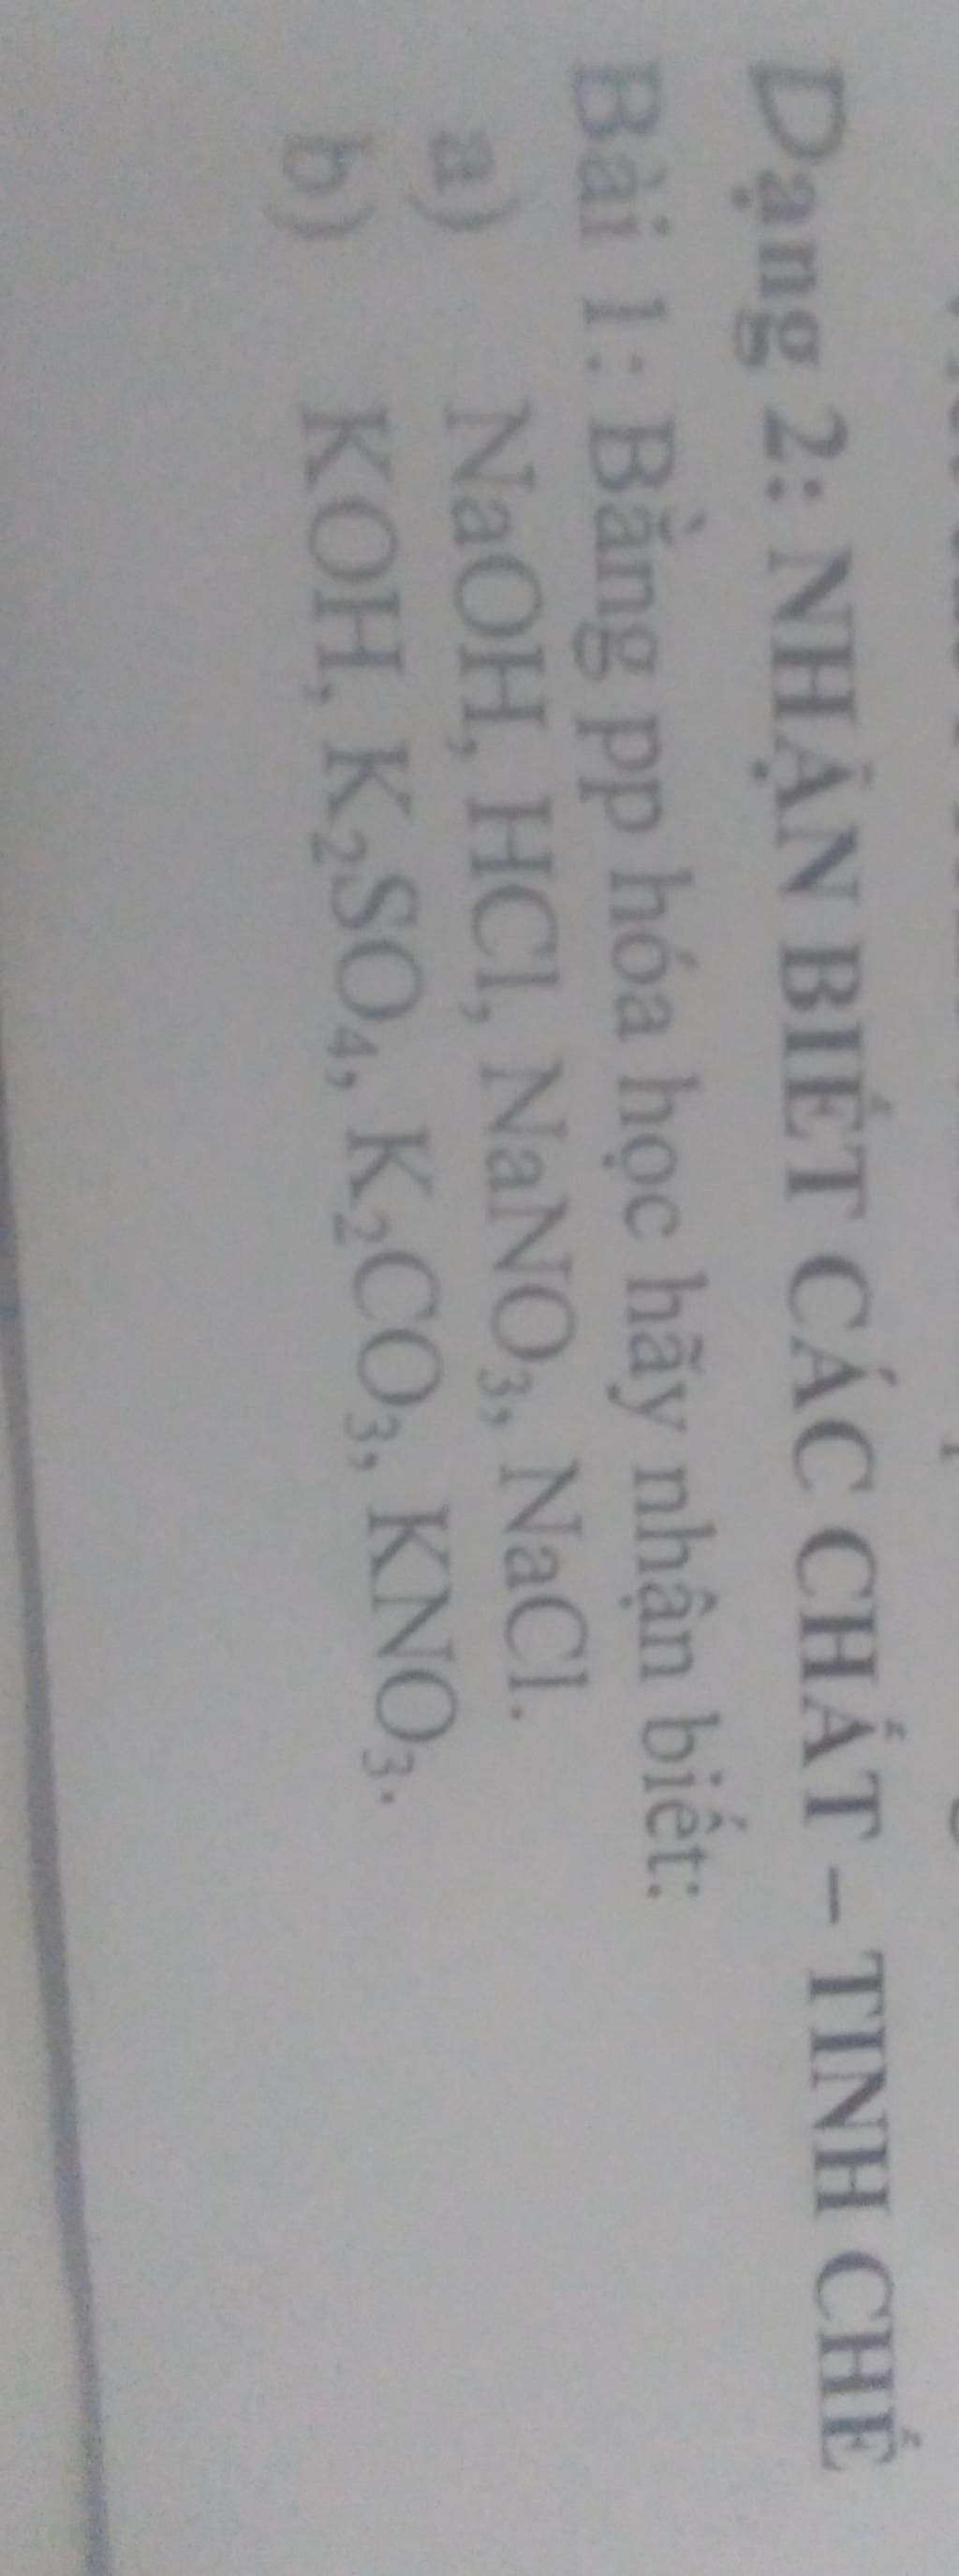 Dạng 2: NHẬN BIẾT CÁC CHẤT – TINH CHẾ
Bài 1: Bằng pp hóa học hãy nhận biết:
a) NaOH, HCl, NaNO₃, NaCl.
b) KOH, K₂SO₄, K₂CO₃, KNO₃.